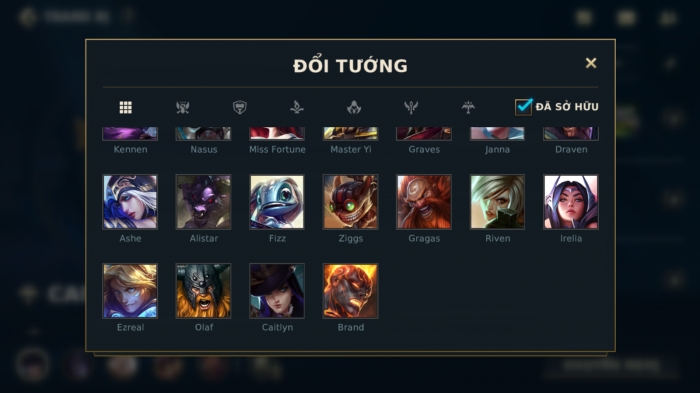 ĐỔI TƯỚNG
ĐÃ SỞ HỮU
Kennen Nasus Miss Fortune Master Yi Graves Janna Draven
Ashe Alistar Fizz Ziggs Gragas Riven Irelia
Ezreal Olaf Caitlyn Brand